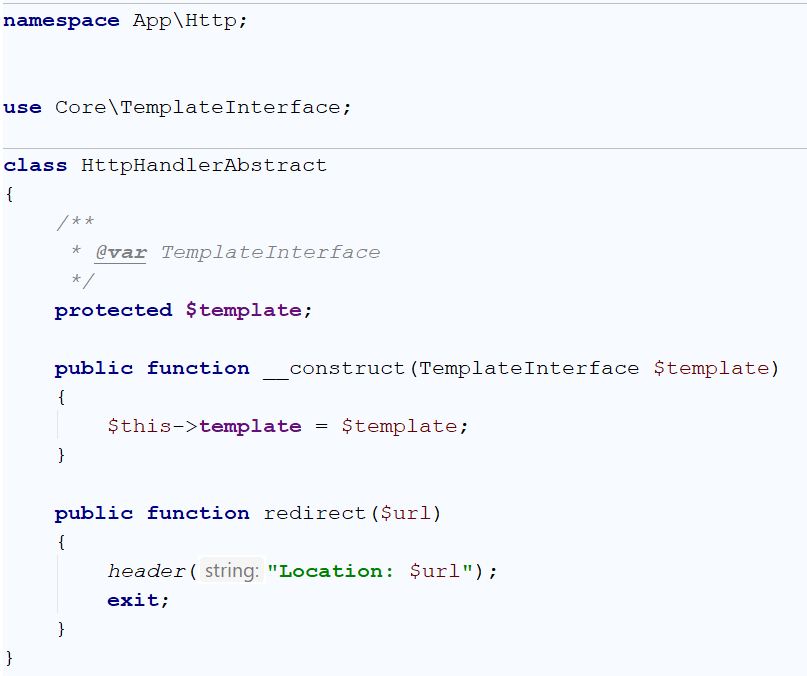 namespace App\Http;
use Core\TemplateInterface;
class HttpHandlerAbstract
{
/**
* @var TemplateInterface
*/
protected $template;
public function __construct(TemplateInterface $template)
{
$this->template = $template;
}
public function redirect($url)
{
header( string: "Location: $url");
exit;
}
}